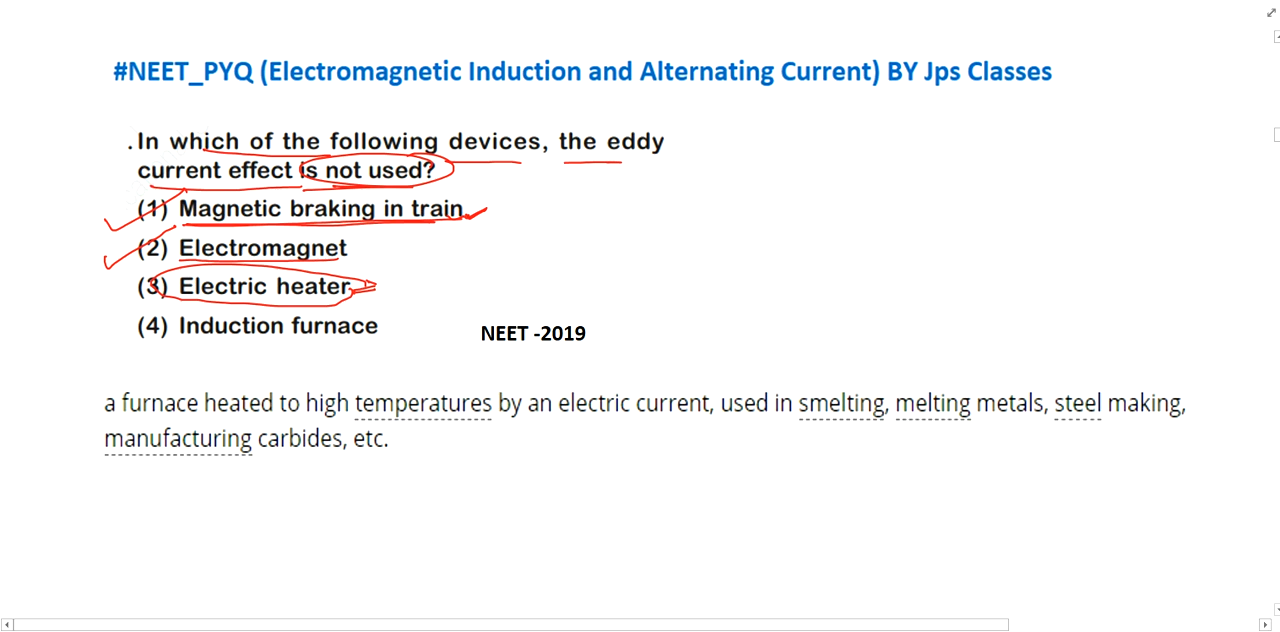 #NEET_PYQ (Electromagnetic Induction and Alternating Current) BY Jps Classes
. In which of the following devices, the eddy
current effect is not used?
(1) Magnetic braking in train
(2) Electromagnet
(3) Electric heater
(4) Induction furnace
NEET -2019
a furnace heated to high temperatures by an electric current, used in smelting, melting metals, steel making,
manufacturing carbides, etc.